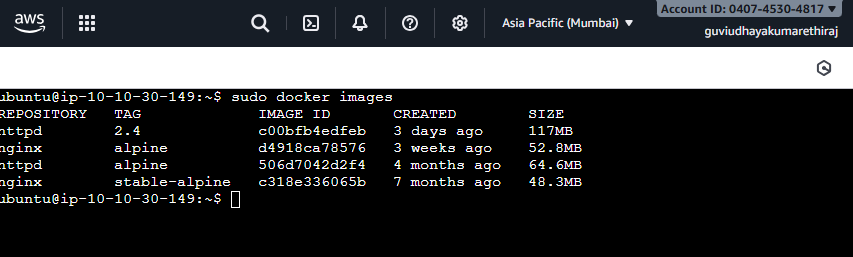 aws
Asia Pacific (Mumbai) ▼
Account ID: 0407-4530-4817 ▾
guviudhayakumarethiraj
ubuntu@ip-10-10-30-149:~$ sudo docker images
REPOSITORY TAG IMAGE ID CREATED SIZE
httpd 2.4 c00bfb4edfeb 3 days ago 117MB
nginx alpine d4918ca78576 3 weeks ago 52.8MB
httpd alpine 506d7042d2f4 4 months ago 64.6MB
nginx stable-alpine c318e336065b 7 months ago 48.3MB
ubuntu@ip-10-10-30-149:~$